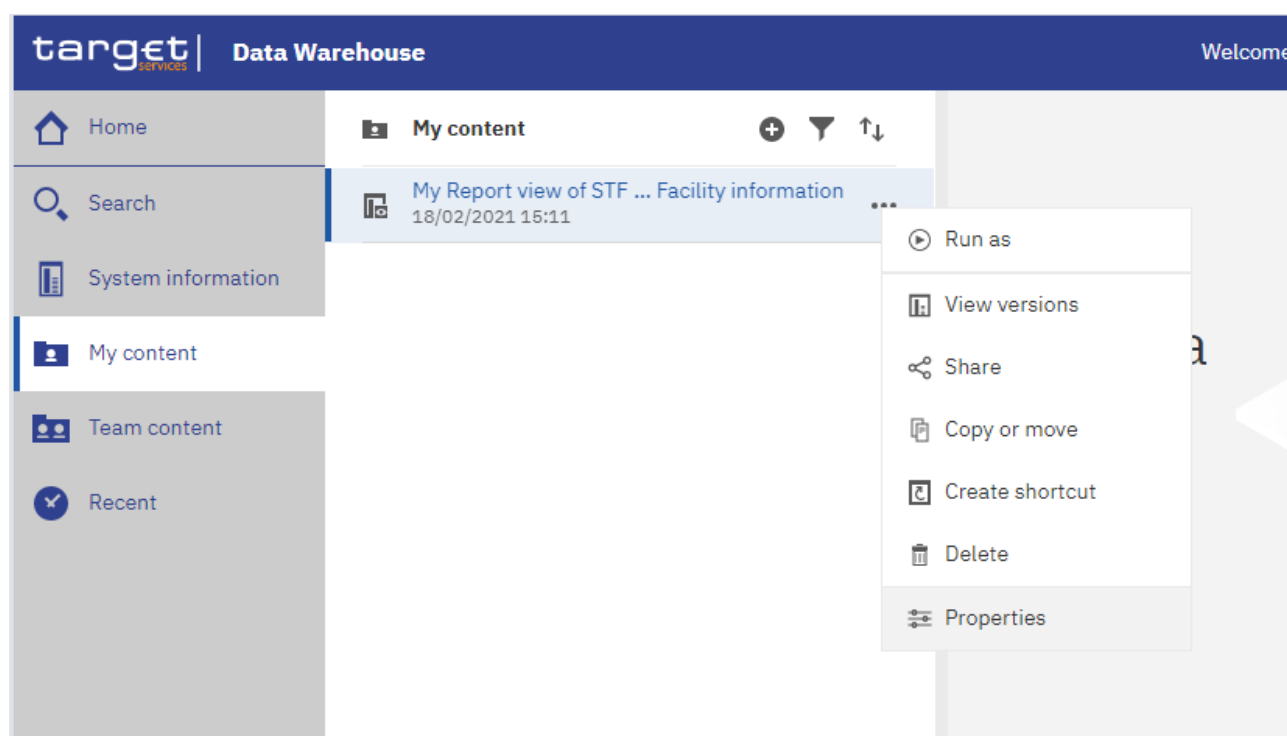 target services | Data Warehouse Welcome
Home
Search
System information
My content
Team content
Recent
My content
My Report view of STF ... Facility information
18/02/2021 15:11
Run as
View versions
Share
Copy or move
Create shortcut
Delete
Properties
a